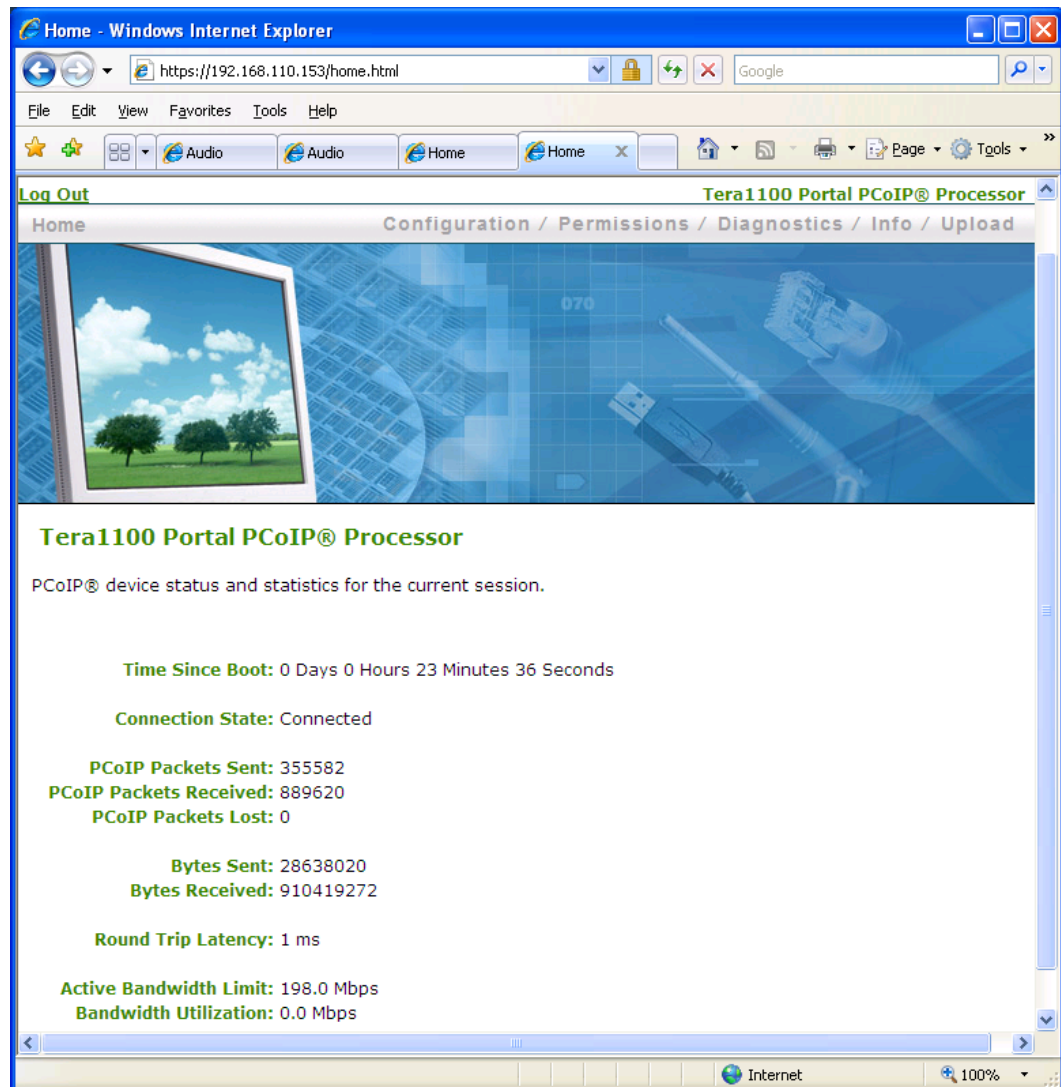 Home - Windows Internet Explorer
https://192.168.110.153/home.html
Google
File Edit View Favorites Tools Help
Audio Audio Home Home Page Tools
Log Out Tera1100 Portal PCoIP® Processor
Home Configuration / Permissions / Diagnostics / Info / Upload
070
Tera1100 Portal PCoIP® Processor
PCoIP® device status and statistics for the current session.
Time Since Boot: 0 Days 0 Hours 23 Minutes 36 Seconds
Connection State: Connected
PCoIP Packets Sent: 355582
PCoIP Packets Received: 889620
PCoIP Packets Lost: 0
Bytes Sent: 28638020
Bytes Received: 910419272
Round Trip Latency: 1 ms
Active Bandwidth Limit: 198.0 Mbps
Bandwidth Utilization: 0.0 Mbps
Internet 100%